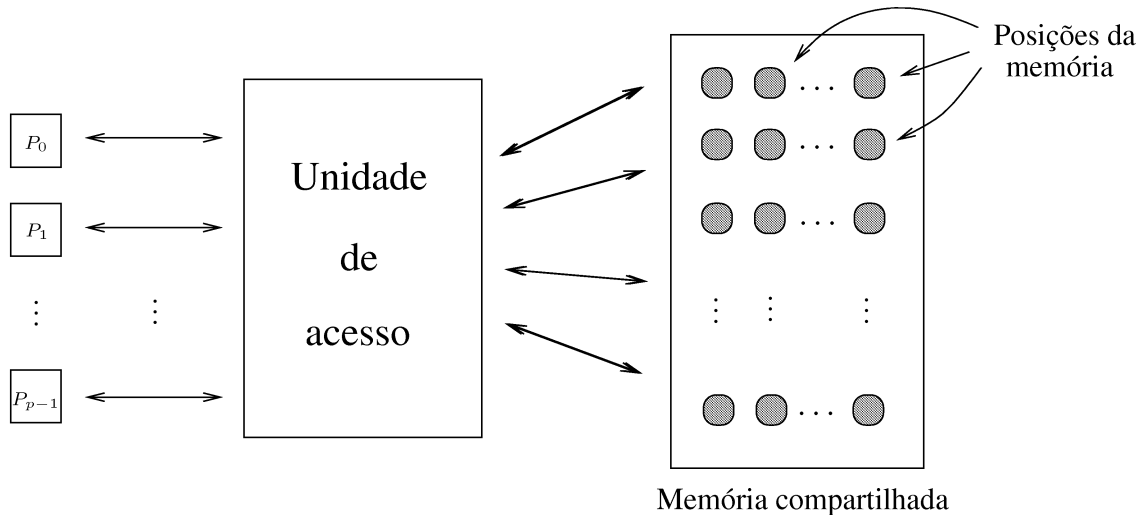 Posições da
memória
P₀
P₁
Pₚ₋₁
Unidade
de
acesso
Memória compartilhada